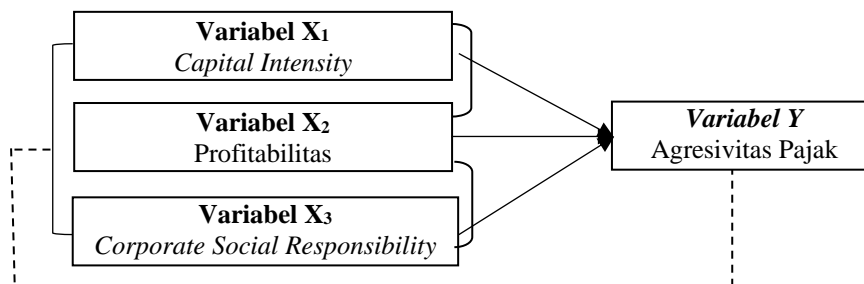 Variabel X₁
Capital Intensity
Variabel X₂
Profitabilitas
Variabel Y
Agresivitas Pajak
Variabel X₃
Corporate Social Responsibility